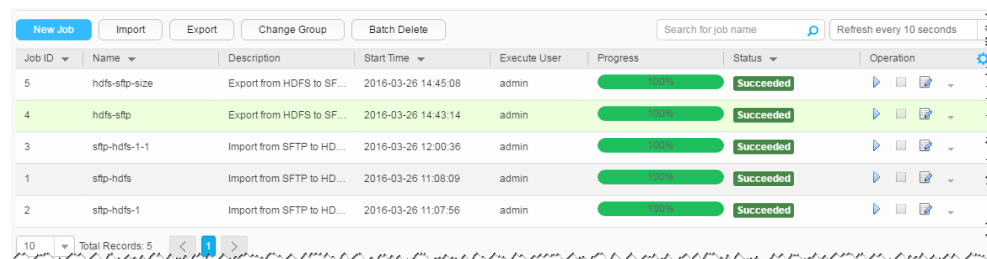 New Job Import Export Change Group Batch Delete Search for job name Refresh every 10 seconds
Job ID Name Description Start Time Execute User Progress Status Operation
5 hdfs-sftp-size Export from HDFS to SF... 2016-03-26 14:45:08 admin 100% Succeeded
4 hdfs-sftp Export from HDFS to SF... 2016-03-26 14:43:14 admin 100% Succeeded
3 sftp-hdfs-1-1 Import from SFTP to HD... 2016-03-26 12:00:36 admin 100% Succeeded
1 sftp-hdfs Import from SFTP to HD... 2016-03-26 11:08:09 admin 100% Succeeded
2 sftp-hdfs-1 Import from SFTP to HD... 2016-03-26 11:07:56 admin 100% Succeeded
10 Total Records: 5 < 1 >